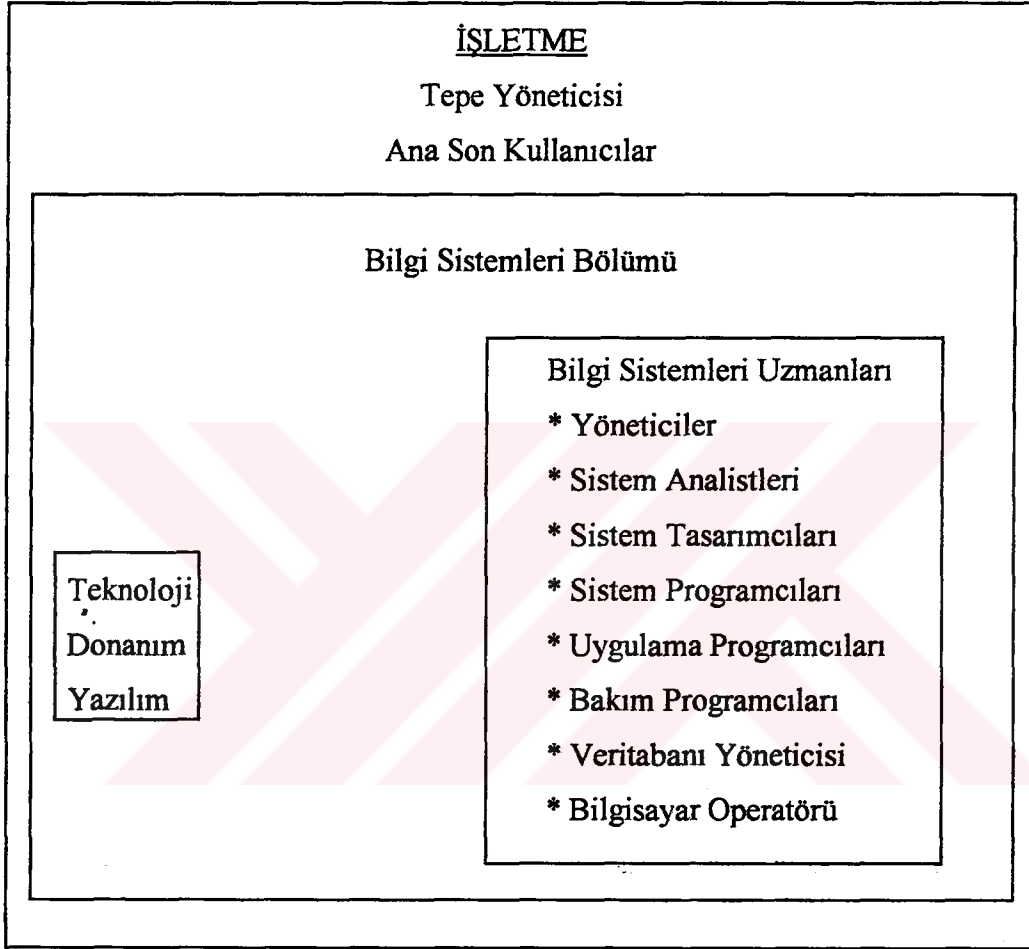 İŞLETME
Tepe Yöneticisi
Ana Son Kullanıcılar
Bilgi Sistemleri Bölümü
Bilgi Sistemleri Uzmanları
* Yöneticiler
* Sistem Analistleri
* Sistem Tasarımcıları
* Sistem Programcıları
* Uygulama Programcıları
* Bakım Programcıları
* Veritabanı Yöneticisi
* Bilgisayar Operatörü
Teknoloji
Donanım
Yazılım